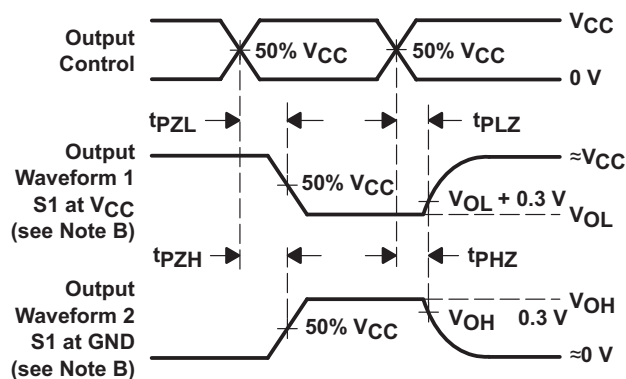 Output
Control
50% VCC
50% VCC
VCC
0 V
tPZL
tPLZ
Output
Waveform 1
S1 at VCC
(see Note B)
50% VCC
≈VCC
VOL + 0.3 V
VOL
tPZH
tPHZ
Output
Waveform 2
S1 at GND
(see Note B)
50% VCC
VOH
VOH 0.3 V
≈0 V